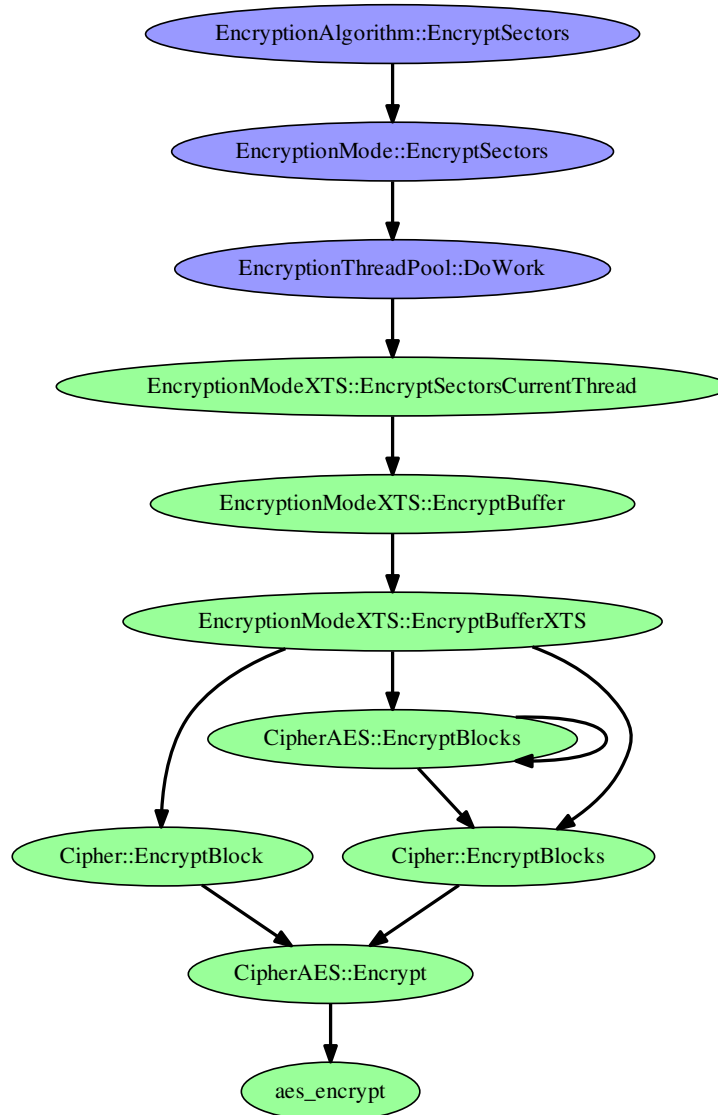 EncryptionAlgorithm::EncryptSectors
EncryptionMode::EncryptSectors
EncryptionThreadPool::DoWork
EncryptionModeXTS::EncryptSectorsCurrentThread
EncryptionModeXTS::EncryptBuffer
EncryptionModeXTS::EncryptBufferXTS
CipherAES::EncryptBlocks
Cipher::EncryptBlock
Cipher::EncryptBlocks
CipherAES::Encrypt
aes_encrypt